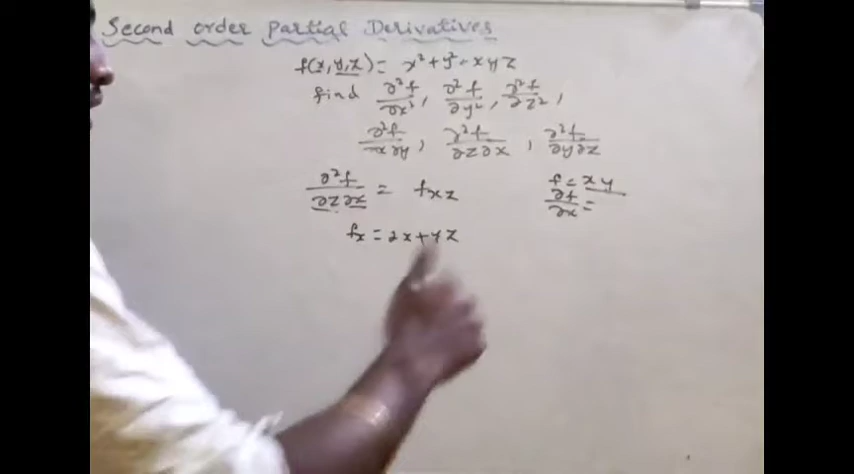 Second order Partial Derivatives
f(x,y,z) = x² + y² + xyz
find ∂²f/∂x², ∂²f/∂y², ∂²f/∂z²,
∂²f/∂x∂y, ∂²f/∂z∂x, ∂²f/∂y∂z
∂²f/∂z∂x = fxz
fx = 2x + yz
f = xy
∂f/∂x =